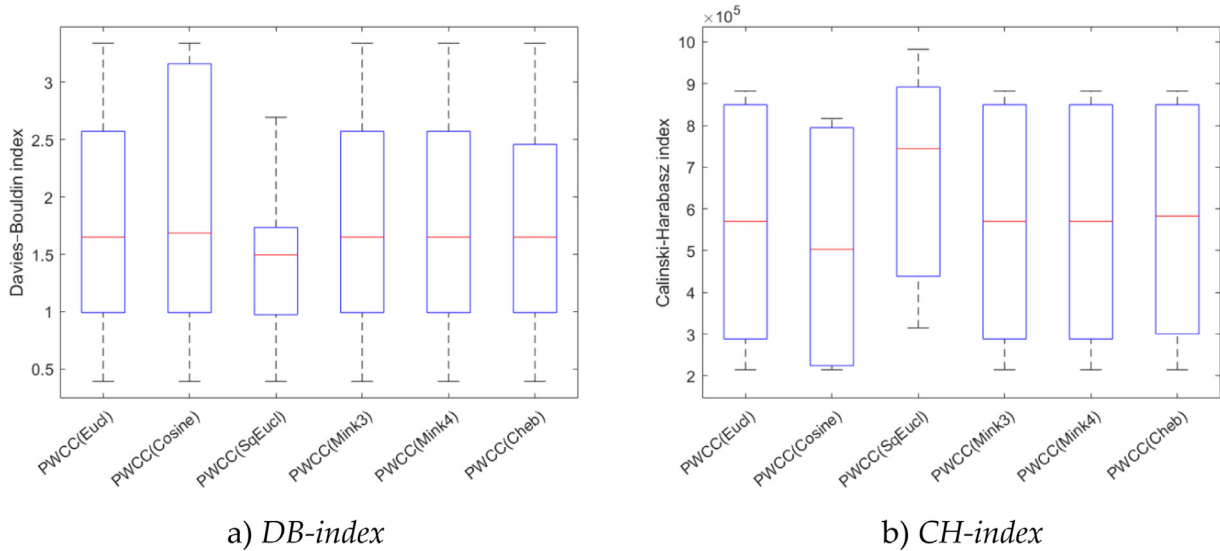 Davies−Bouldin index
3
2.5
2
1.5
1
0.5
PWCC(Eucl)
PWCC(Cosine)
PWCC(SqEucl)
PWCC(Mink3)
PWCC(Mink4)
PWCC(Cheb)
a) DB-index
×10⁵
Calinski-Harabasz index
10
9
8
7
6
5
4
3
2
PWCC(Eucl)
PWCC(Cosine)
PWCC(SqEucl)
PWCC(Mink3)
PWCC(Mink4)
PWCC(Cheb)
b) CH-index